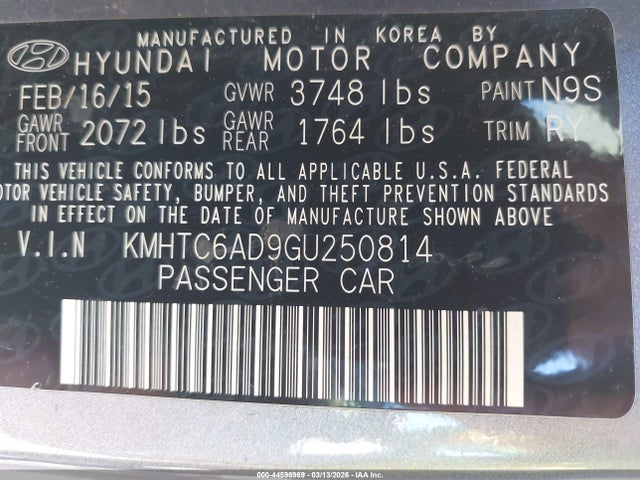 MANUFACTURED IN KOREA BY
HYUNDAI MOTOR COMPANY
FEB/16/15 GVWR 3748 lbs PAINT N9S
GAWR FRONT 2072 lbs GAWR REAR 1764 lbs TRIM RY
THIS VEHICLE CONFORMS TO ALL APPLICABLE U.S.A. FEDERAL
OTOR VEHICLE SAFETY, BUMPER, AND THEFT PREVENTION STANDARDS
IN EFFECT ON THE DATE OF MANUFACTURE SHOWN ABOVE
V.I.N KMHTC6AD9GU250814
PASSENGER CAR
000-44596969 | 03/13/2026 | IAA Inc.